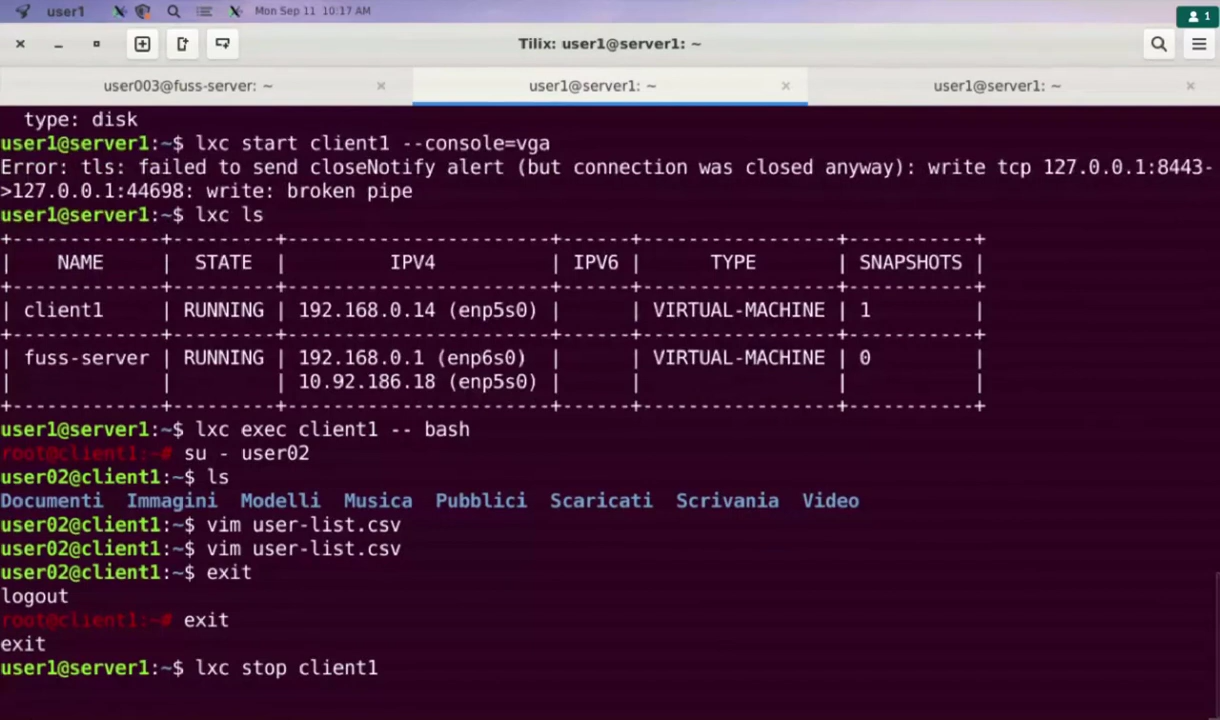 user1 Mon Sep 11 10:17 AM
1
Tilix: user1@server1: ~
user003@fuss-server: ~ × user1@server1: ~ × user1@server1: ~ ×
type: disk
user1@server1:~$ lxc start client1 --console=vga
Error: tls: failed to send closeNotify alert (but connection was closed anyway): write tcp 127.0.0.1:8443-
>127.0.0.1:44698: write: broken pipe
user1@server1:~$ lxc ls
+-------------+---------+-----------------------+------+-----------------+-----------+
| NAME | STATE | IPV4 | IPV6 | TYPE | SNAPSHOTS |
+-------------+---------+-----------------------+------+-----------------+-----------+
| client1 | RUNNING | 192.168.0.14 (enp5s0) | | VIRTUAL-MACHINE | 1 |
+-------------+---------+-----------------------+------+-----------------+-----------+
| fuss-server | RUNNING | 192.168.0.1 (enp6s0) | | VIRTUAL-MACHINE | 0 |
| | | 10.92.186.18 (enp5s0) | | | |
+-------------+---------+-----------------------+------+-----------------+-----------+
user1@server1:~$ lxc exec client1 -- bash
root@client1:~# su - user02
user02@client1:~$ ls
Documenti Immagini Modelli Musica Pubblici Scaricati Scrivania Video
user02@client1:~$ vim user-list.csv
user02@client1:~$ vim user-list.csv
user02@client1:~$ exit
logout
root@client1:~# exit
exit
user1@server1:~$ lxc stop client1